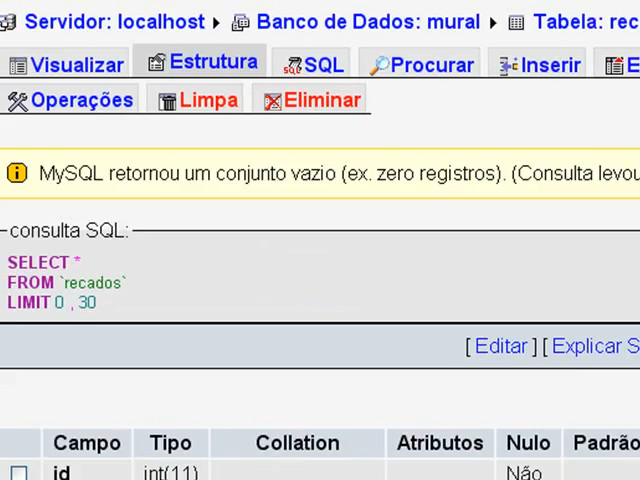 Servidor: localhost ▸ Banco de Dados: mural ▸ Tabela: rec
Visualizar Estrutura SQL Procurar Inserir E
Operações Limpa Eliminar
MySQL retornou um conjunto vazio (ex. zero registros). (Consulta levou
consulta SQL:
SELECT *
FROM `recados`
LIMIT 0 , 30
[ Editar ] [ Explicar S
Campo Tipo Collation Atributos Nulo Padrão
id int(11) Não